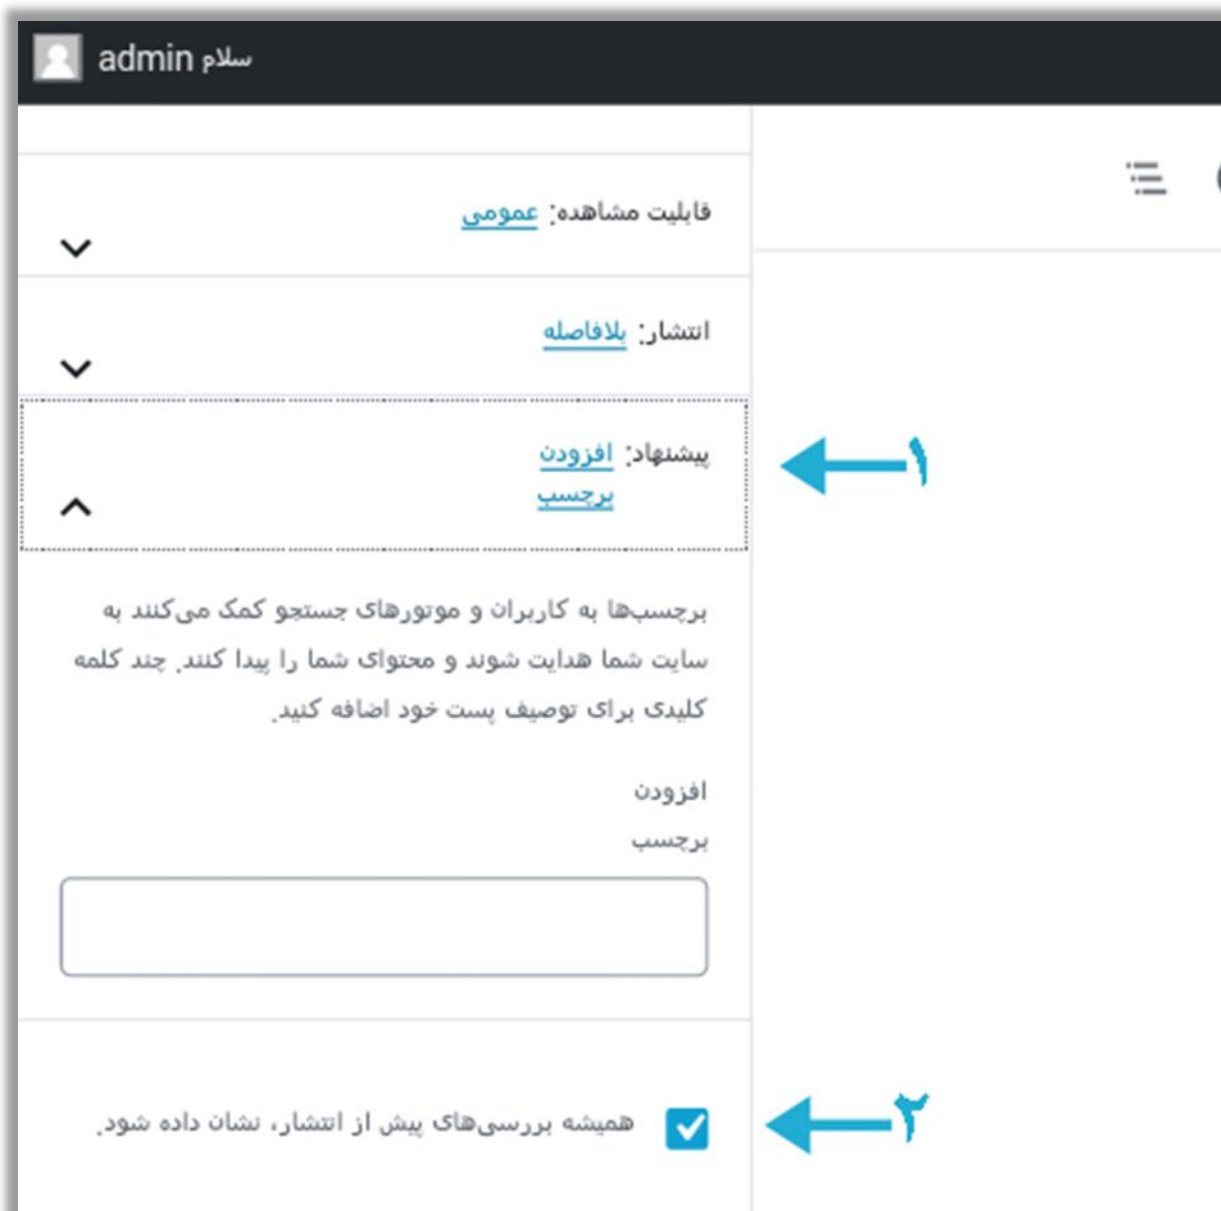 سلام admin
قابلیت مشاهده: عمومی
انتشار: بلافاصله
پیشنهاد: افزودن
برچسب
۱
برچسب‌ها به کاربران و موتورهای جستجو کمک می‌کنند به
سایت شما هدایت شوند و محتوای شما را پیدا کنند. چند کلمه
کلیدی برای توصیف پست خود اضافه کنید.
افزودن
برچسب
همیشه بررسی‌های پیش از انتشار، نشان داده شود.
۲